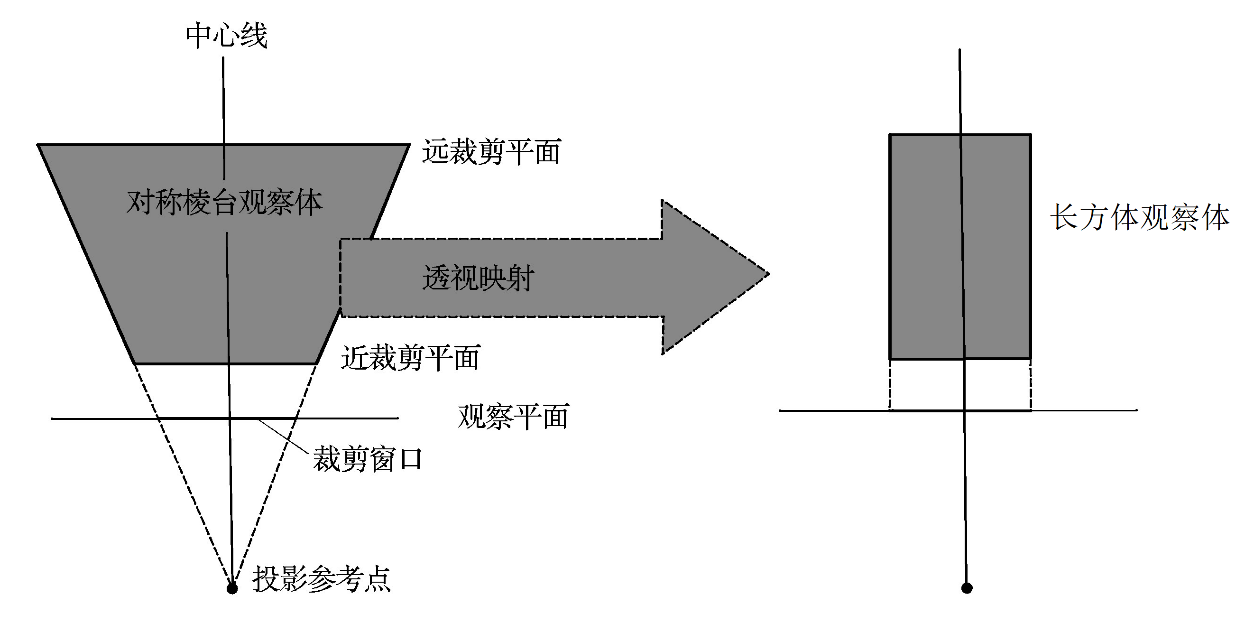 中心线
远裁剪平面
对称棱台观察体
长方体观察体
透视映射
近裁剪平面
观察平面
裁剪窗口
投影参考点